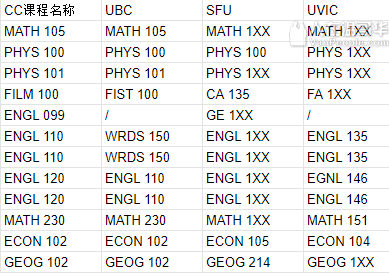 CC课程名称 UBC SFU UVIC
MATH 105 MATH 105 MATH 1XX MATH 1XX
PHYS 100 PHYS 100 PHYS 100 PHYS 1XX
PHYS 101 PHYS 101 PHYS 1XX PHYS 1XX
FILM 100 FIST 100 CA 135 FA 1XX
ENGL 099 / GE 1XX /
ENGL 110 WRDS 150 ENGL 1XX ENGL 135
ENGL 110 WRDS 150 ENGL 1XX ENGL 135
ENGL 120 ENGL 110 ENGL 1XX EGNL 146
ENGL 120 ENGL 110 ENGL 1XX ENGL 146
MATH 230 MATH 230 MATH 1XX MATH 151
ECON 102 ECON 102 ECON 105 ECON 104
GEOG 102 GEOG 102 GEOG 214 GEOG 1XX